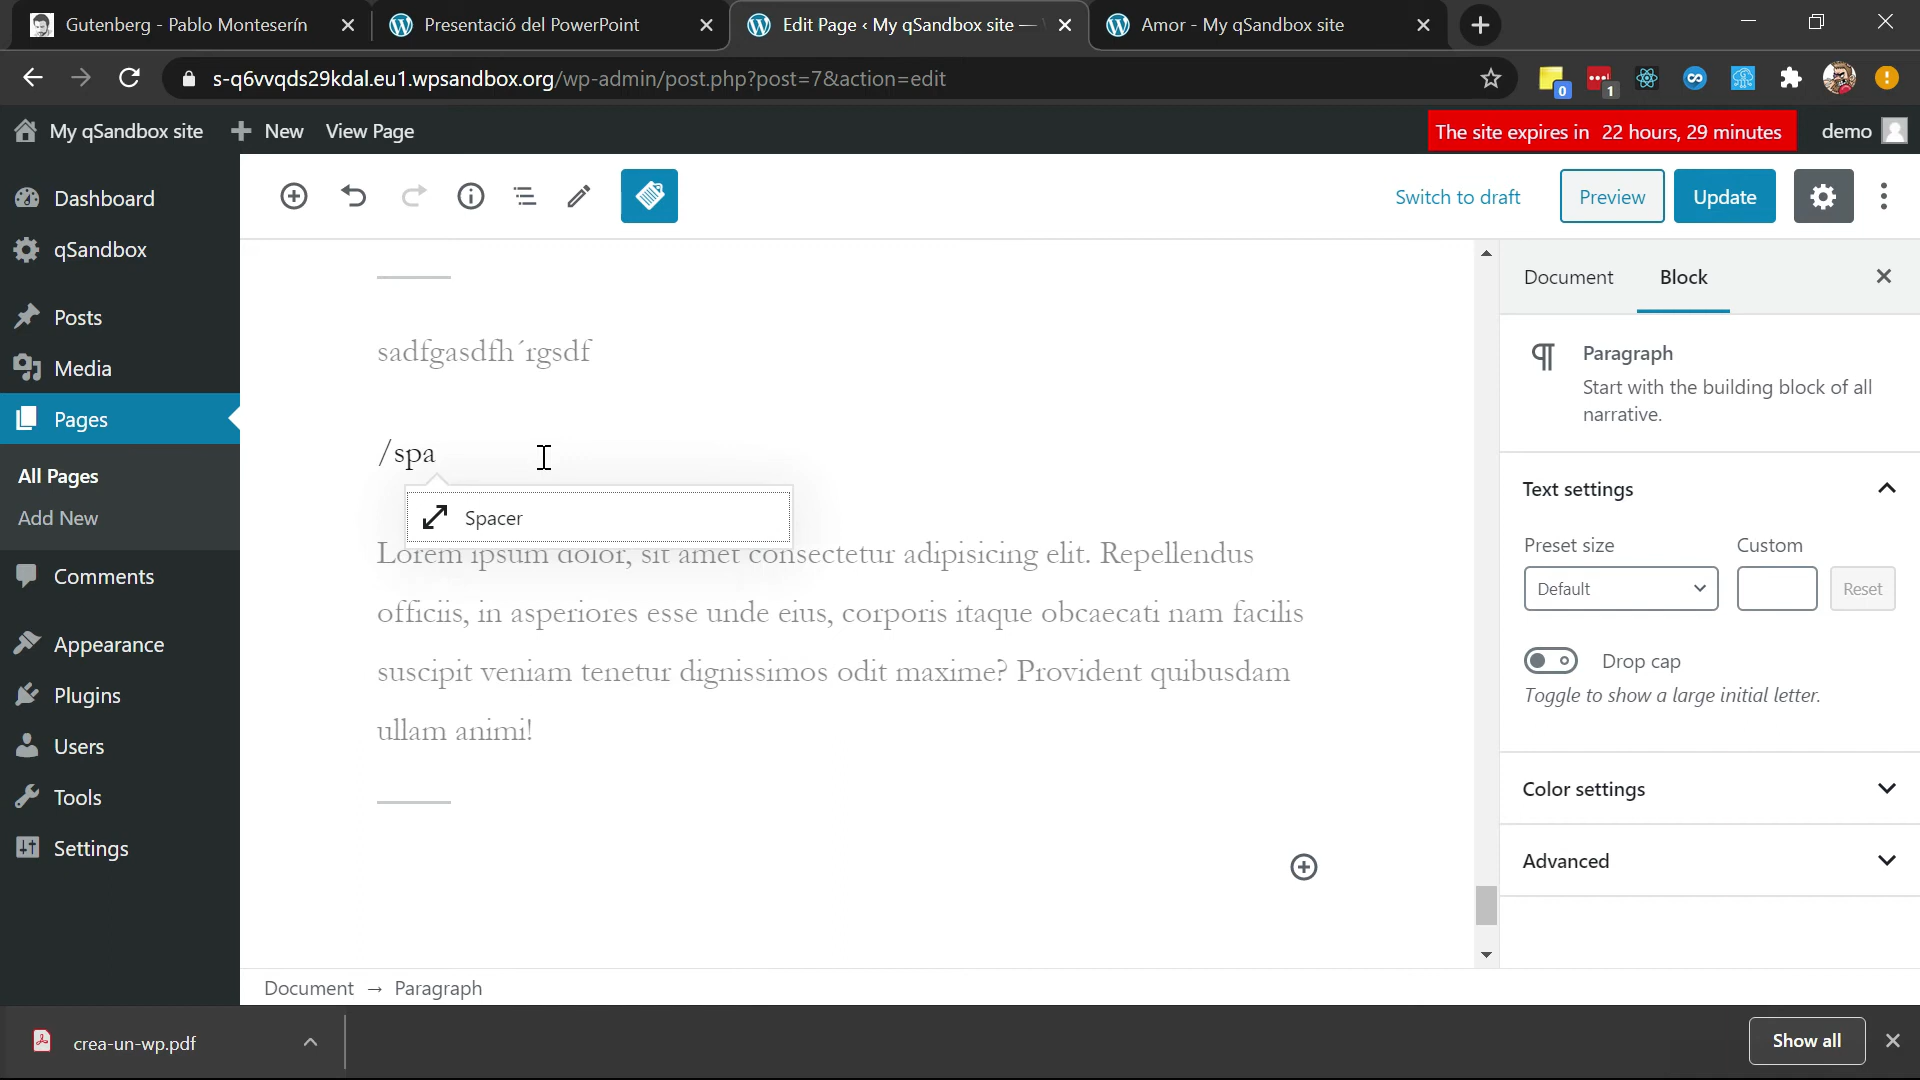 Gutenberg - Pablo Monteserín
Presentació del PowerPoint
Edit Page ‹ My qSandbox site —
Amor - My qSandbox site
s-q6vvqds29kdal.eu1.wpsandbox.org/wp-admin/post.php?post=7&action=edit
0
1
My qSandbox site
New
View Page
The site expires in 22 hours, 29 minutes
demo
Dashboard
qSandbox
Posts
Media
Pages
All Pages
Add New
Comments
Appearance
Plugins
Users
Tools
Settings
Switch to draft
Preview
Update
sadfgasdfh´rgsdf
/spa
Spacer
Lorem ipsum dolor, sit amet consectetur adipisicing elit. Repellendus
officiis, in asperiores esse unde eius, corporis itaque obcaecati nam facilis
suscipit veniam tenetur dignissimos odit maxime? Provident quibusdam
ullam animi!
Document
Block
Paragraph
Start with the building block of all
narrative.
Text settings
Preset size
Custom
Default
Reset
Drop cap
Toggle to show a large initial letter.
Color settings
Advanced
Document → Paragraph
crea-un-wp.pdf
Show all